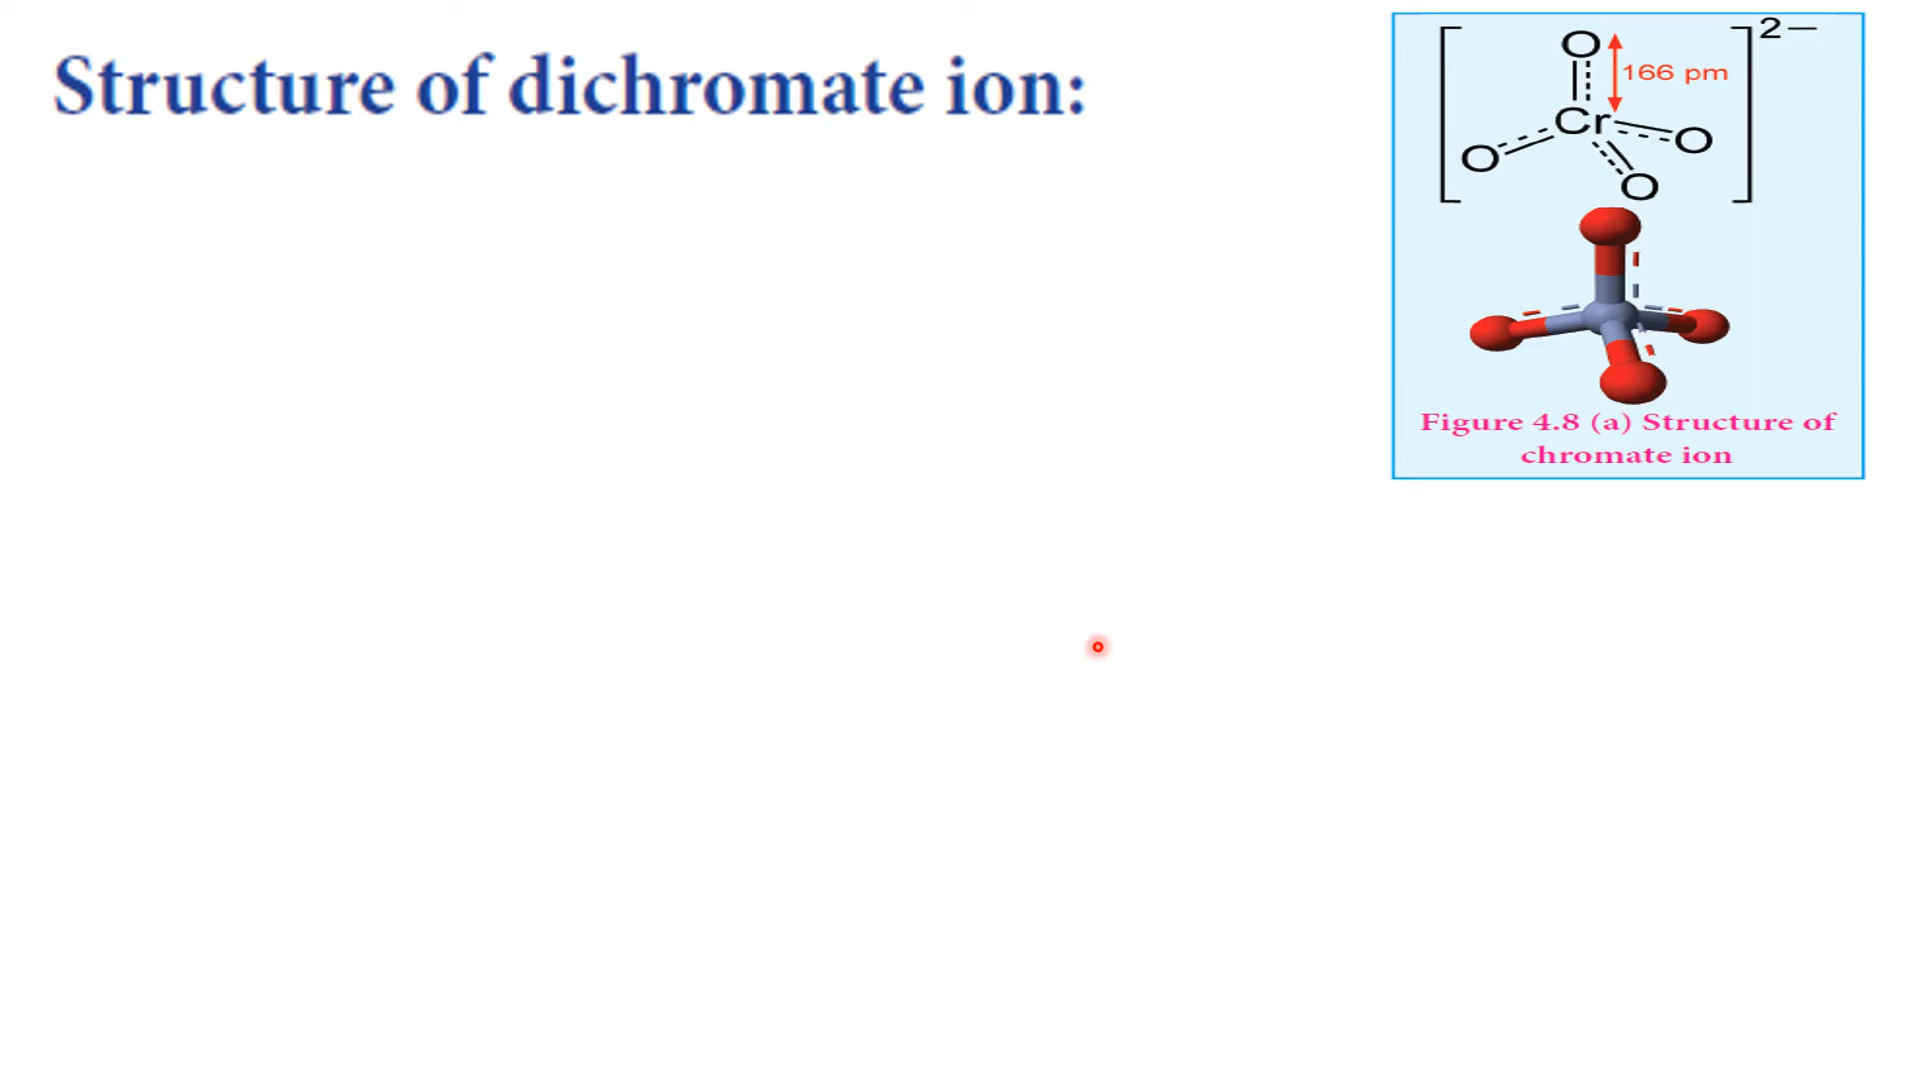 Structure of dichromate ion:
2−
O
166 pm
Cr
O
O
O
Figure 4.8 (a) Structure of
chromate ion